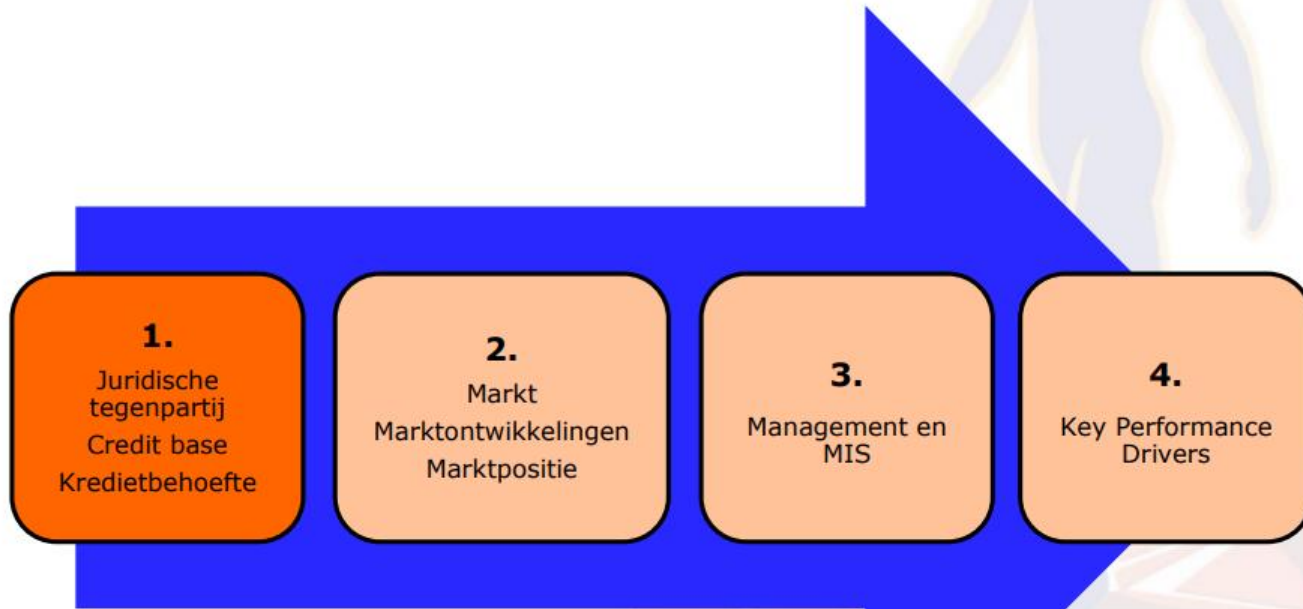 1.
Juridische
tegenpartij
Credit base
Kredietbehoefte
2.
Markt
Marktontwikkelingen
Marktpositie
3.
Management en
MIS
4.
Key Performance
Drivers